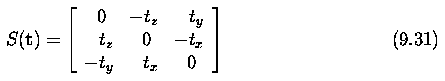 S(t) = [ 0 −t_z t_y
t_z 0 −t_x
−t_y t_x 0 ] (9.31)